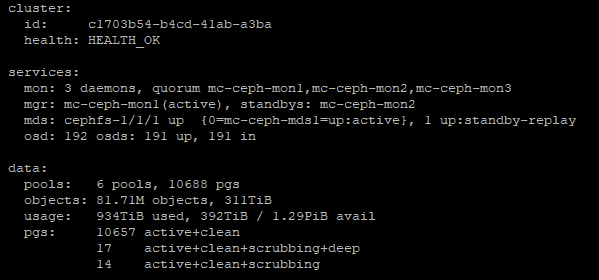 cluster:
id: c1703b54-b4cd-41ab-a3ba
health: HEALTH_OK
services:
mon: 3 daemons, quorum mc-ceph-mon1,mc-ceph-mon2,mc-ceph-mon3
mgr: mc-ceph-mon1(active), standbys: mc-ceph-mon2
mds: cephfs-1/1/1 up {0=mc-ceph-mds1=up:active}, 1 up:standby-replay
osd: 192 osds: 191 up, 191 in
data:
pools: 6 pools, 10688 pgs
objects: 81.71M objects, 311TiB
usage: 934TiB used, 392TiB / 1.29PiB avail
pgs: 10657 active+clean
17 active+clean+scrubbing+deep
14 active+clean+scrubbing